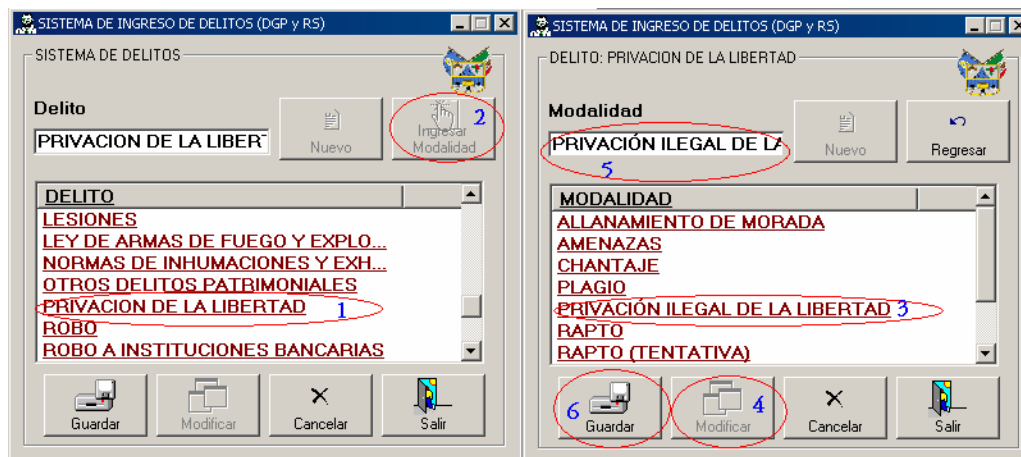 SISTEMA DE INGRESO DE DELITOS (DGP y RS)
SISTEMA DE DELITOS
Delito
PRIVACION DE LA LIBERT
Nuevo
Ingresar
Modalidad
2
DELITO
LESIONES
LEY DE ARMAS DE FUEGO Y EXPLO...
NORMAS DE INHUMACIONES Y EXH...
OTROS DELITOS PATRIMONIALES
PRIVACION DE LA LIBERTAD 1
ROBO
ROBO A INSTITUCIONES BANCARIAS
Guardar Modificar Cancelar Salir
SISTEMA DE INGRESO DE DELITOS (DGP y RS)
DELITO: PRIVACION DE LA LIBERTAD
Modalidad
PRIVACIÓN ILEGAL DE LA
5
Nuevo Regresar
MODALIDAD
ALLANAMIENTO DE MORADA
AMENAZAS
CHANTAJE
PLAGIO
PRIVACIÓN ILEGAL DE LA LIBERTAD 3
RAPTO
RAPTO (TENTATIVA)
6 4
Guardar Modificar Cancelar Salir